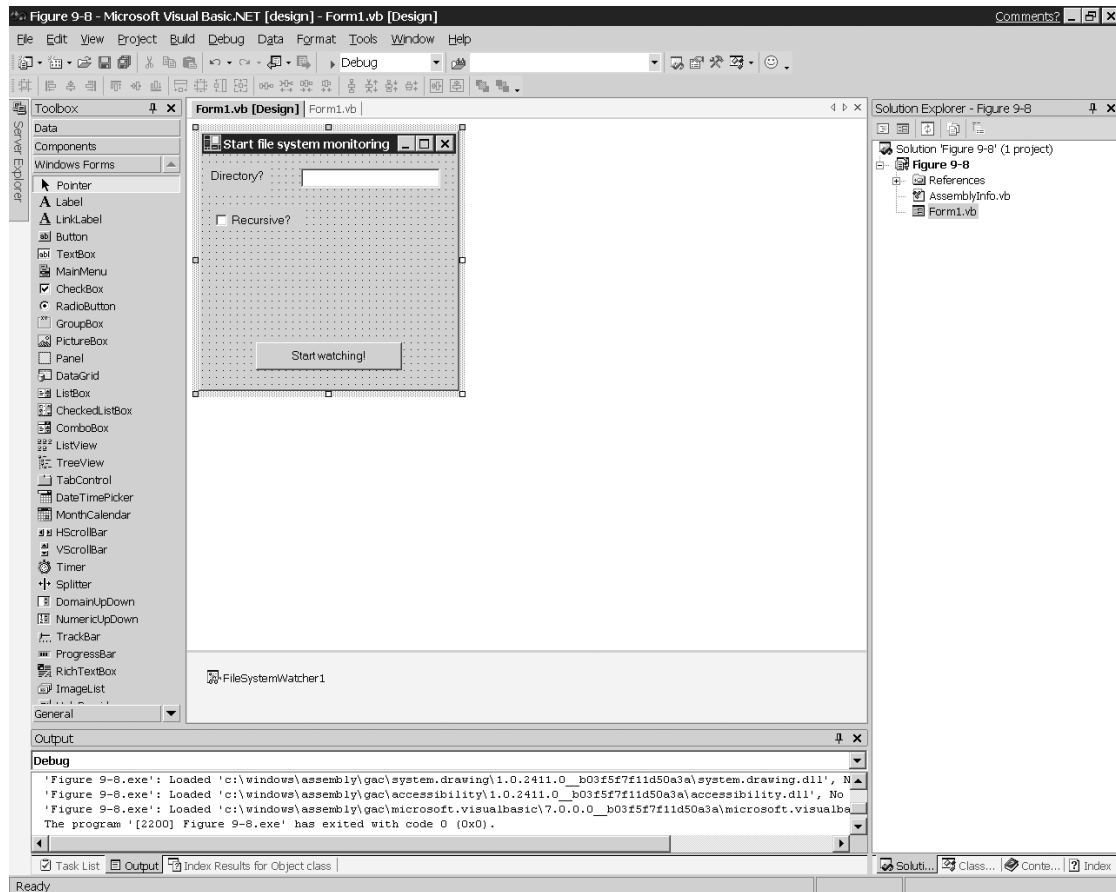 Figure 9-8 - Microsoft Visual Basic.NET [design] - Form1.vb [Design]
Comments?
File Edit View Project Build Debug Data Format Tools Window Help
Debug
Server Explorer
Toolbox
Data
Components
Windows Forms
Pointer
Label
LinkLabel
Button
TextBox
MainMenu
CheckBox
RadioButton
GroupBox
PictureBox
Panel
DataGrid
ListBox
CheckedListBox
ComboBox
ListView
TreeView
TabControl
DateTimePicker
MonthCalendar
HScrollBar
VScrollBar
Timer
Splitter
DomainUpDown
NumericUpDown
TrackBar
ProgressBar
RichTextBox
ImageList
General
Form1.vb [Design] Form1.vb
Start file system monitoring
Directory?
Recursive?
Start watching!
FileSystemWatcher1
Solution Explorer - Figure 9-8
Solution 'Figure 9-8' (1 project)
Figure 9-8
References
AssemblyInfo.vb
Form1.vb
Output
Debug
'Figure 9-8.exe': Loaded 'c:\windows\assembly\gac\system.drawing\1.0.2411.0__b03f5f7f11d50a3a\system.drawing.dll', N
'Figure 9-8.exe': Loaded 'c:\windows\assembly\gac\accessibility\1.0.2411.0__b03f5f7f11d50a3a\accessibility.dll', No
'Figure 9-8.exe': Loaded 'c:\windows\assembly\gac\microsoft.visualbasic\7.0.0.0__b03f5f7f11d50a3a\microsoft.visualba
The program '[2200] Figure 9-8.exe' has exited with code 0 (0x0).
Task List Output Index Results for Object class
Soluti... Class... Conte... Index
Ready